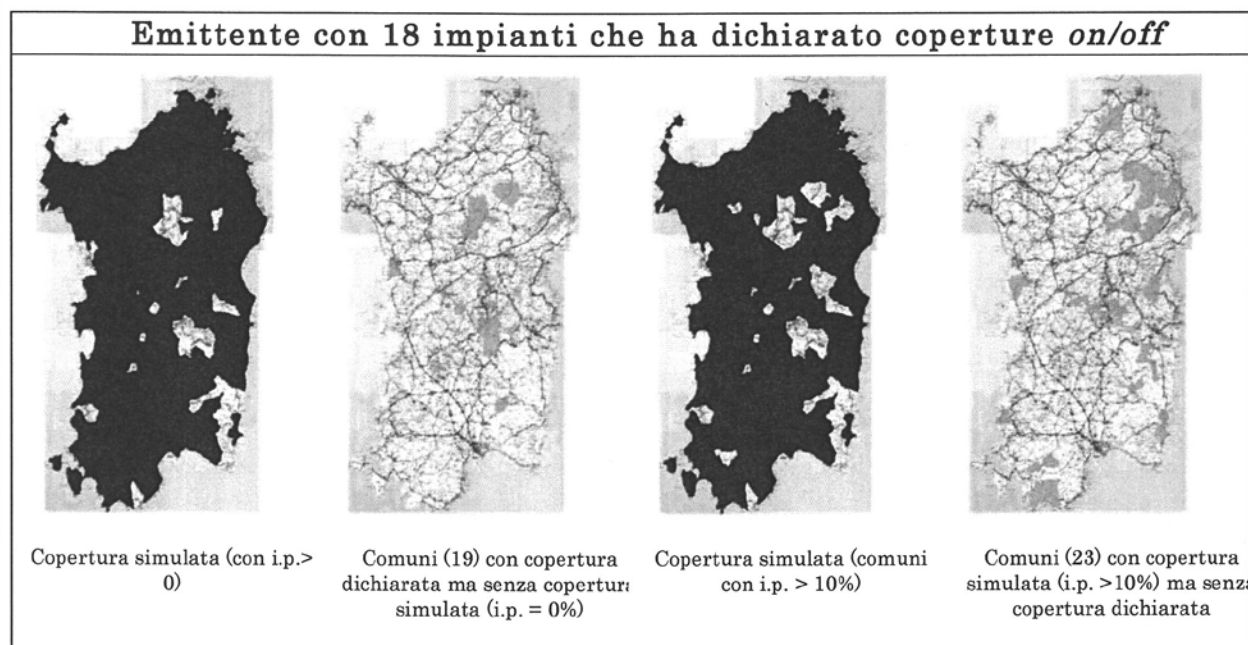 Emittente con 18 impianti che ha dichiarato coperture on/off
Copertura simulata (con i.p.>
0)
Comuni (19) con copertura
dichiarata ma senza copertura
simulata (i.p. = 0%)
Copertura simulata (comuni
con i.p. > 10%)
Comuni (23) con copertura
simulata (i.p. >10%) ma senza
copertura dichiarata